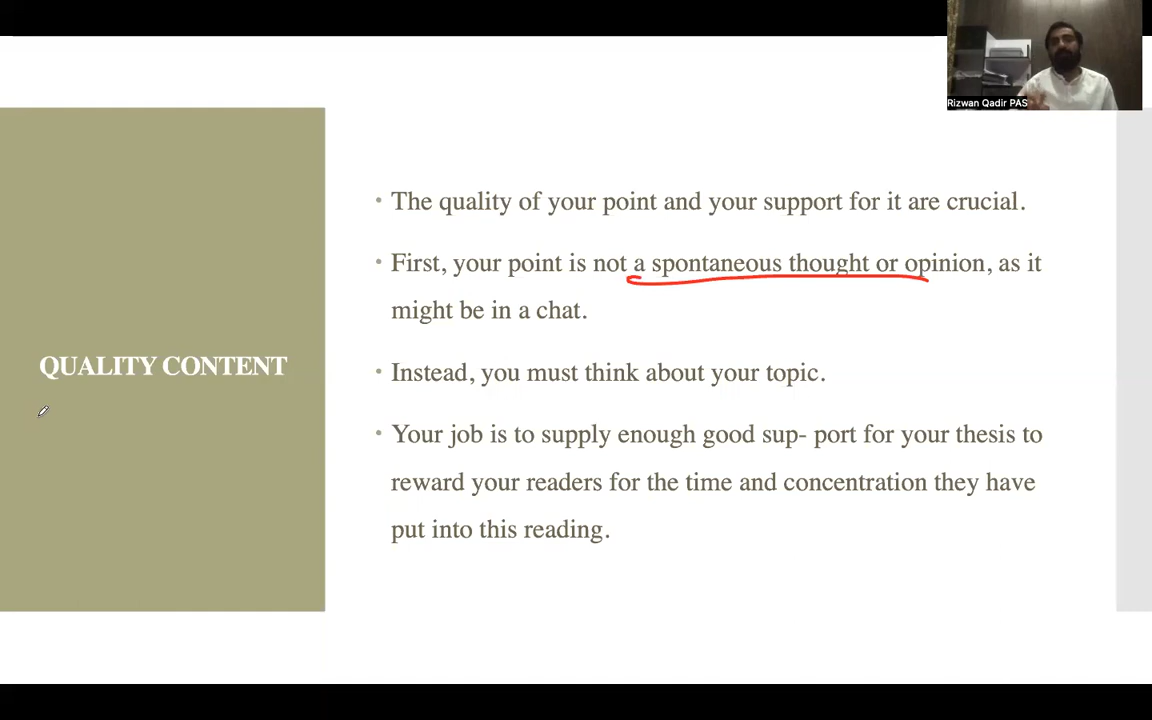 Rizwan Qadir PAS
QUALITY CONTENT
• The quality of your point and your support for it are crucial.
• First, your point is not a spontaneous thought or opinion, as it
might be in a chat.
• Instead, you must think about your topic.
• Your job is to supply enough good sup- port for your thesis to
reward your readers for the time and concentration they have
put into this reading.